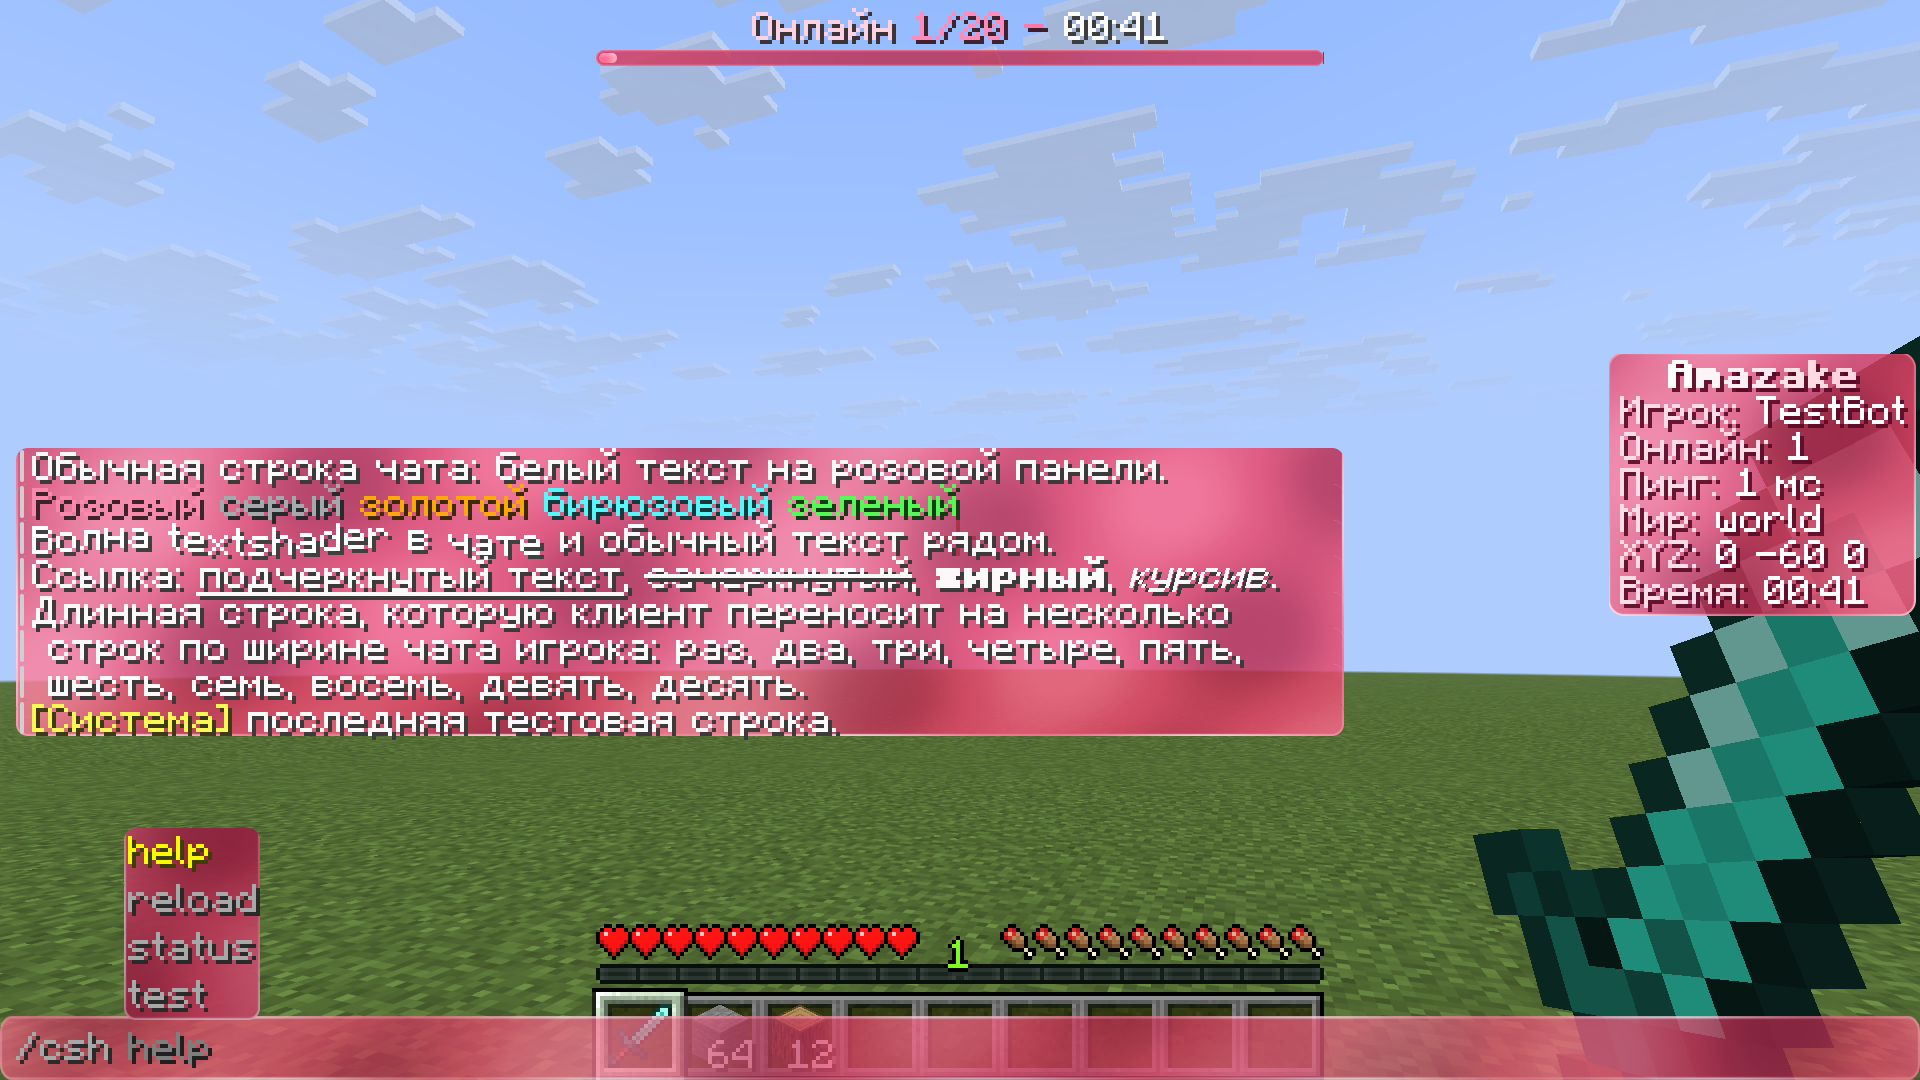 Онлайн 1/20 - 00:41
Amazake
Игрок: TestBot
Онлайн: 1
Пинг: 1 мс
Мир: world
XYZ: 0 -60 0
Время: 00:41
Обычная строка чата: белый текст на розовой панели.
Розовый серый золотой бирюзовый зеленый
Волна textshader в чате и обычный текст рядом.
Ссылка: подчеркнутый текст, зачеркнутый, жирный, курсив.
Длинная строка, которую клиент переносит на несколько
строк по ширине чата игрока: раз, два, три, четыре, пять,
шесть, семь, восемь, девять, десять.
[Система] последняя тестовая строка.
help
reload
status
test
1
64 12
/csh help